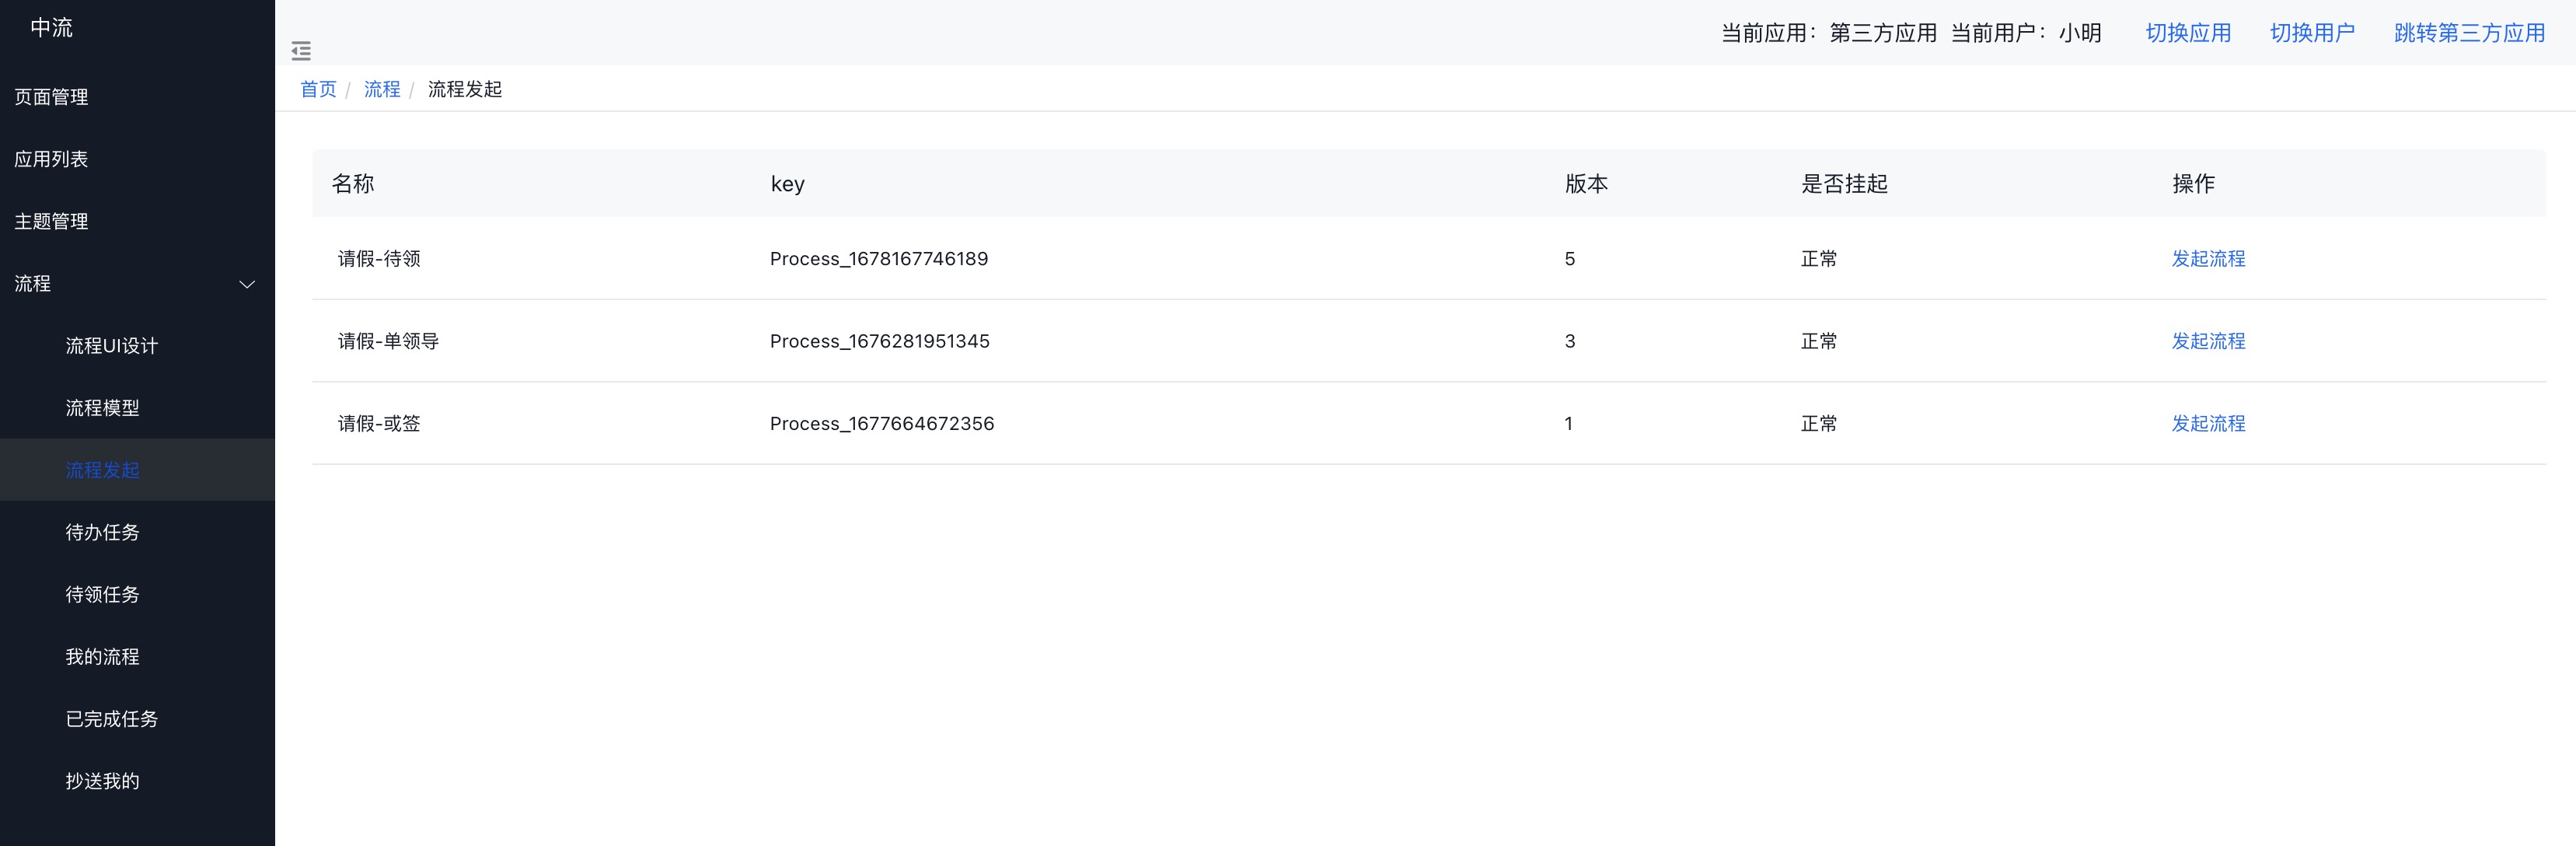 中流
页面管理
应用列表
主题管理
流程
流程UI设计
流程模型
流程发起
待办任务
待领任务
我的流程
已完成任务
抄送我的
当前应用：第三方应用 当前用户：小明 切换应用 切换用户 跳转第三方应用
首页 / 流程 / 流程发起
名称 key 版本 是否挂起 操作
请假-待领 Process_1678167746189 5 正常 发起流程
请假-单领导 Process_1676281951345 3 正常 发起流程
请假-或签 Process_1677664672356 1 正常 发起流程